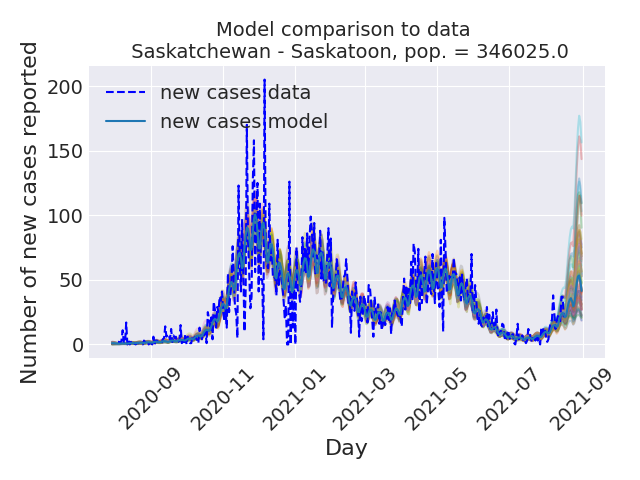 Model comparison to data
Saskatchewan - Saskatoon, pop. = 346025.0
Number of new cases reported
200
150
100
50
0
new cases data
new cases model
2020-09
2020-11
2021-01
2021-03
2021-05
2021-07
2021-09
Day